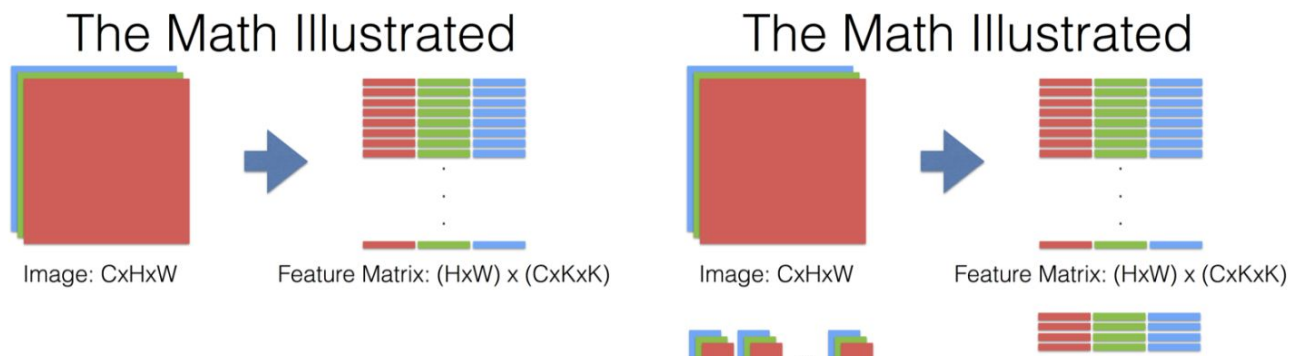 The Math Illustrated
Image: CxHxW
Feature Matrix: (HxW) x (CxKxK)
The Math Illustrated
Image: CxHxW
Feature Matrix: (HxW) x (CxKxK)